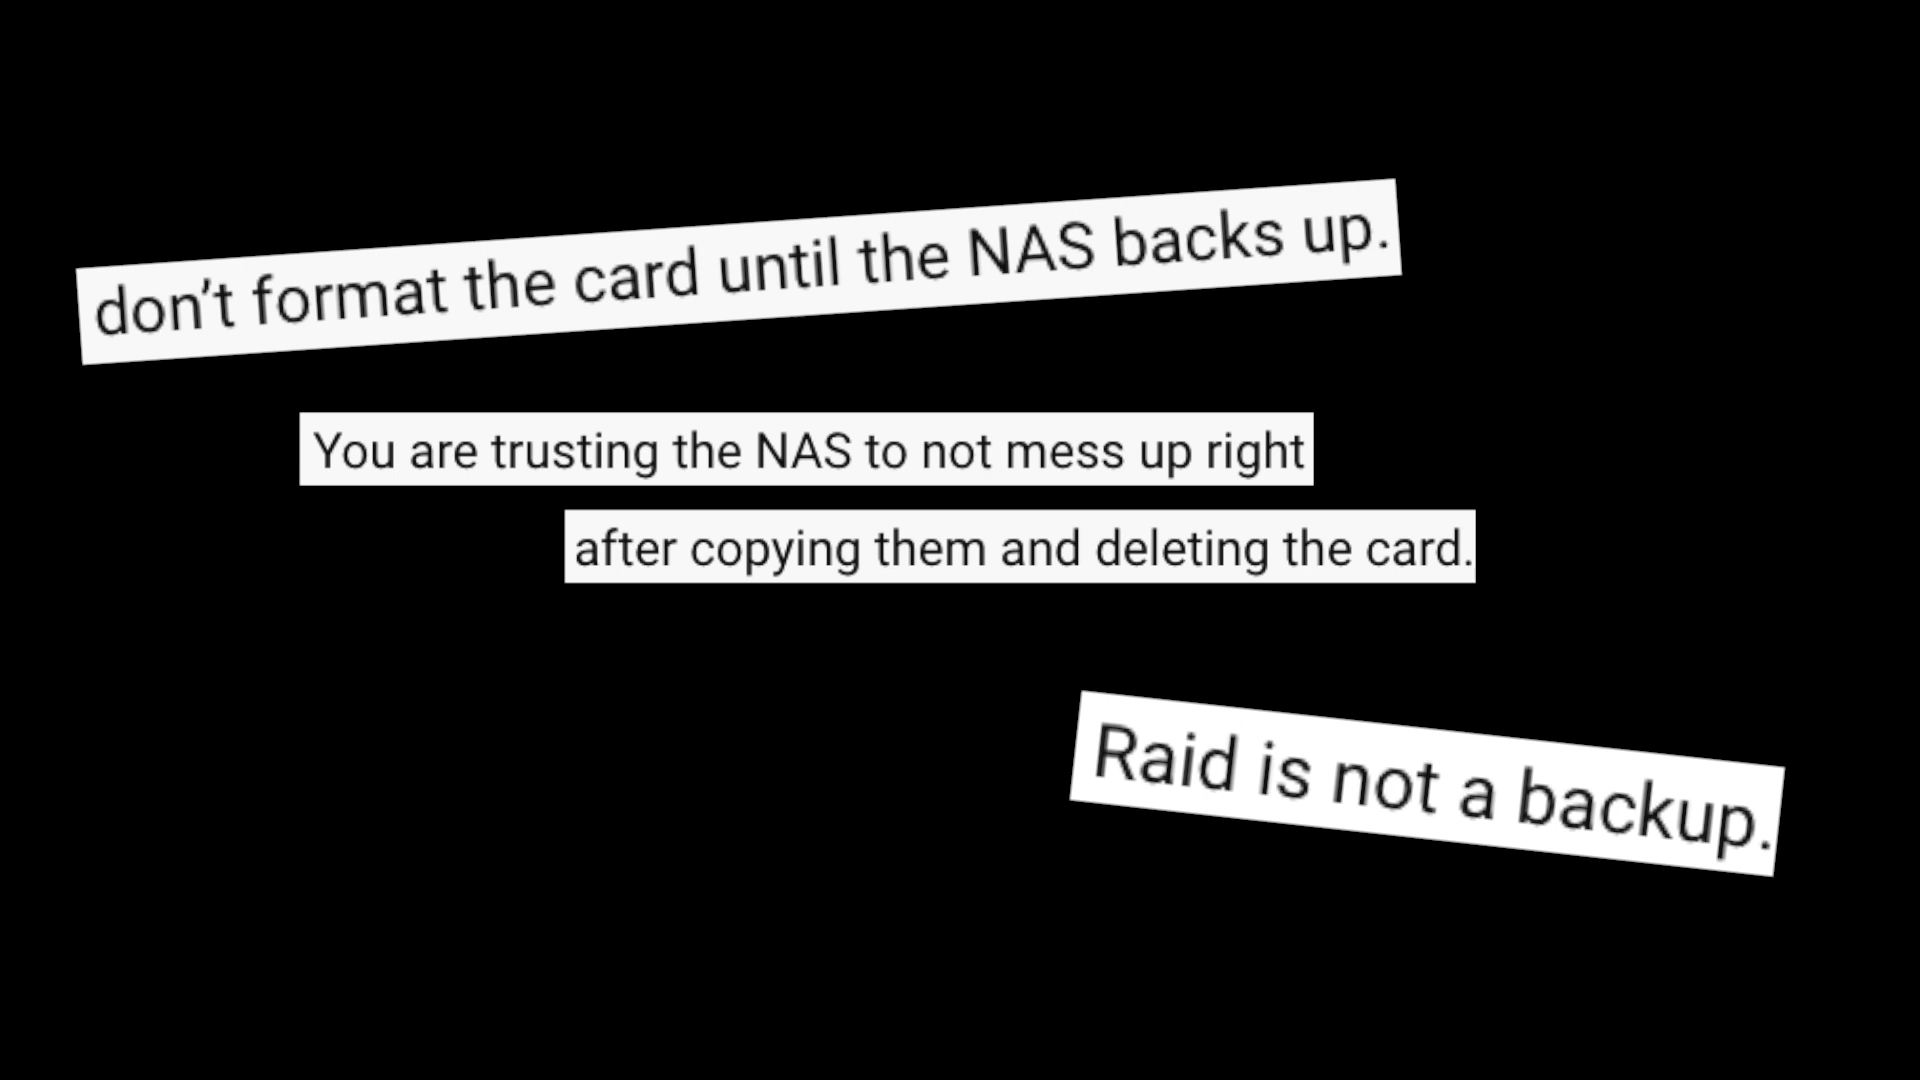 don’t format the card until the NAS backs up.
You are trusting the NAS to not mess up right
after copying them and deleting the card.
Raid is not a backup.